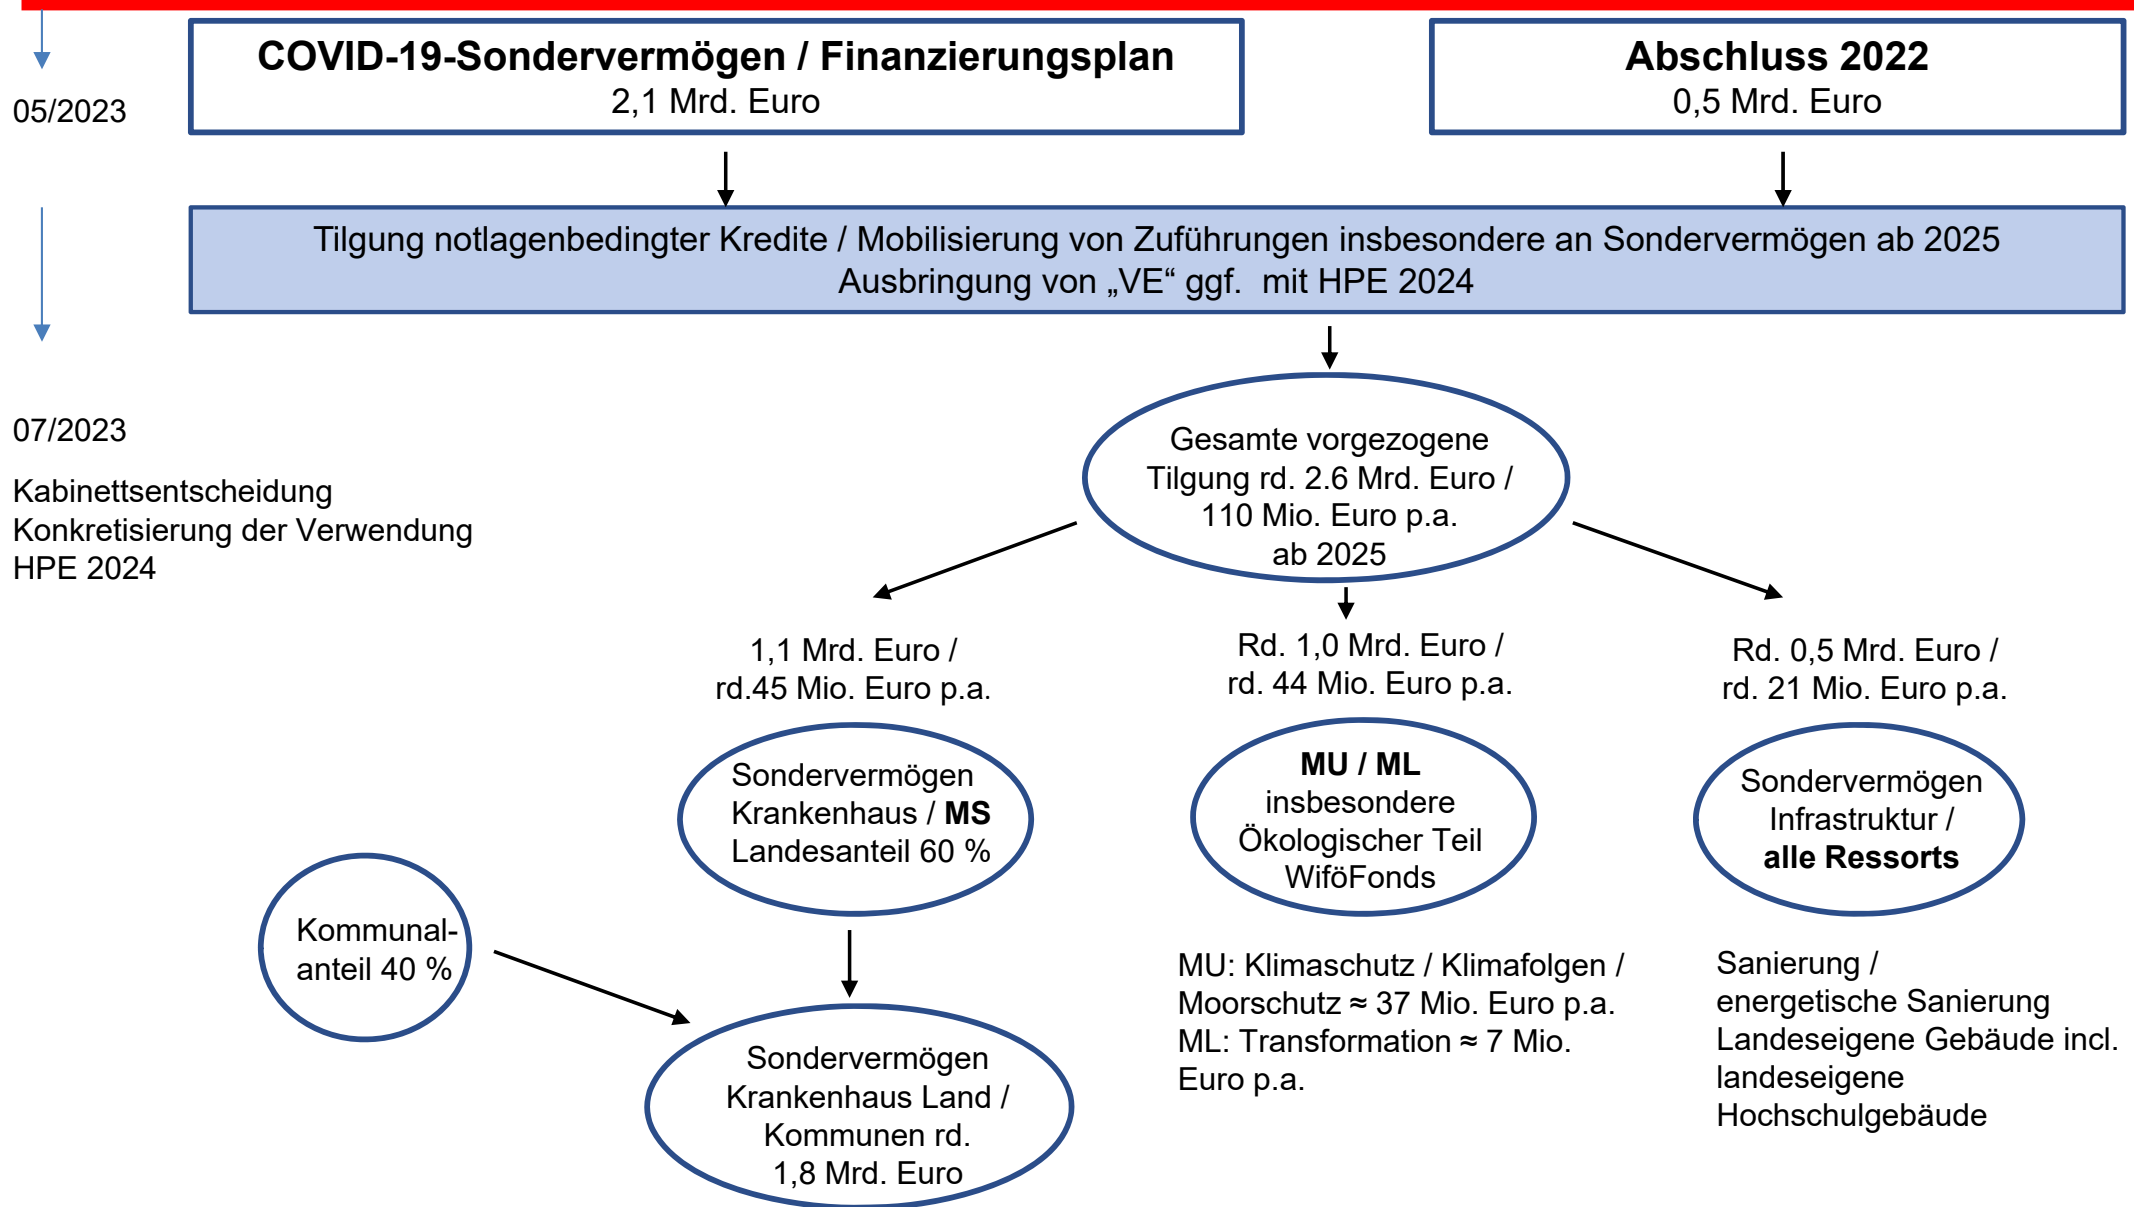 COVID-19-Sondervermögen / Finanzierungsplan
2,1 Mrd. Euro
Abschluss 2022
0,5 Mrd. Euro
05/2023
Tilgung notlagenbedingter Kredite / Mobilisierung von Zuführungen insbesondere an Sondervermögen ab 2025
Ausbringung von „VE“ ggf.  mit HPE 2024
07/2023
Kabinettsentscheidung
Konkretisierung der Verwendung
HPE 2024
Gesamte vorgezogene
Tilgung rd. 2.6 Mrd. Euro /
110 Mio. Euro p.a.
ab 2025
1,1 Mrd. Euro /
rd.45 Mio. Euro p.a.
Rd. 1,0 Mrd. Euro /
rd. 44 Mio. Euro p.a.
Rd. 0,5 Mrd. Euro /
rd. 21 Mio. Euro p.a.
Sondervermögen
Krankenhaus / MS
Landesanteil 60 %
MU / ML
insbesondere
Ökologischer Teil
WiföFonds
Sondervermögen
Infrastruktur /
alle Ressorts
Kommunal-
anteil 40 %
MU: Klimaschutz / Klimafolgen /
Moorschutz ≈ 37 Mio. Euro p.a.
ML: Transformation ≈ 7 Mio.
Euro p.a.
Sanierung /
energetische Sanierung
Landeseigene Gebäude incl.
landeseigene
Hochschulgebäude
Sondervermögen
Krankenhaus Land /
Kommunen rd.
1,8 Mrd. Euro